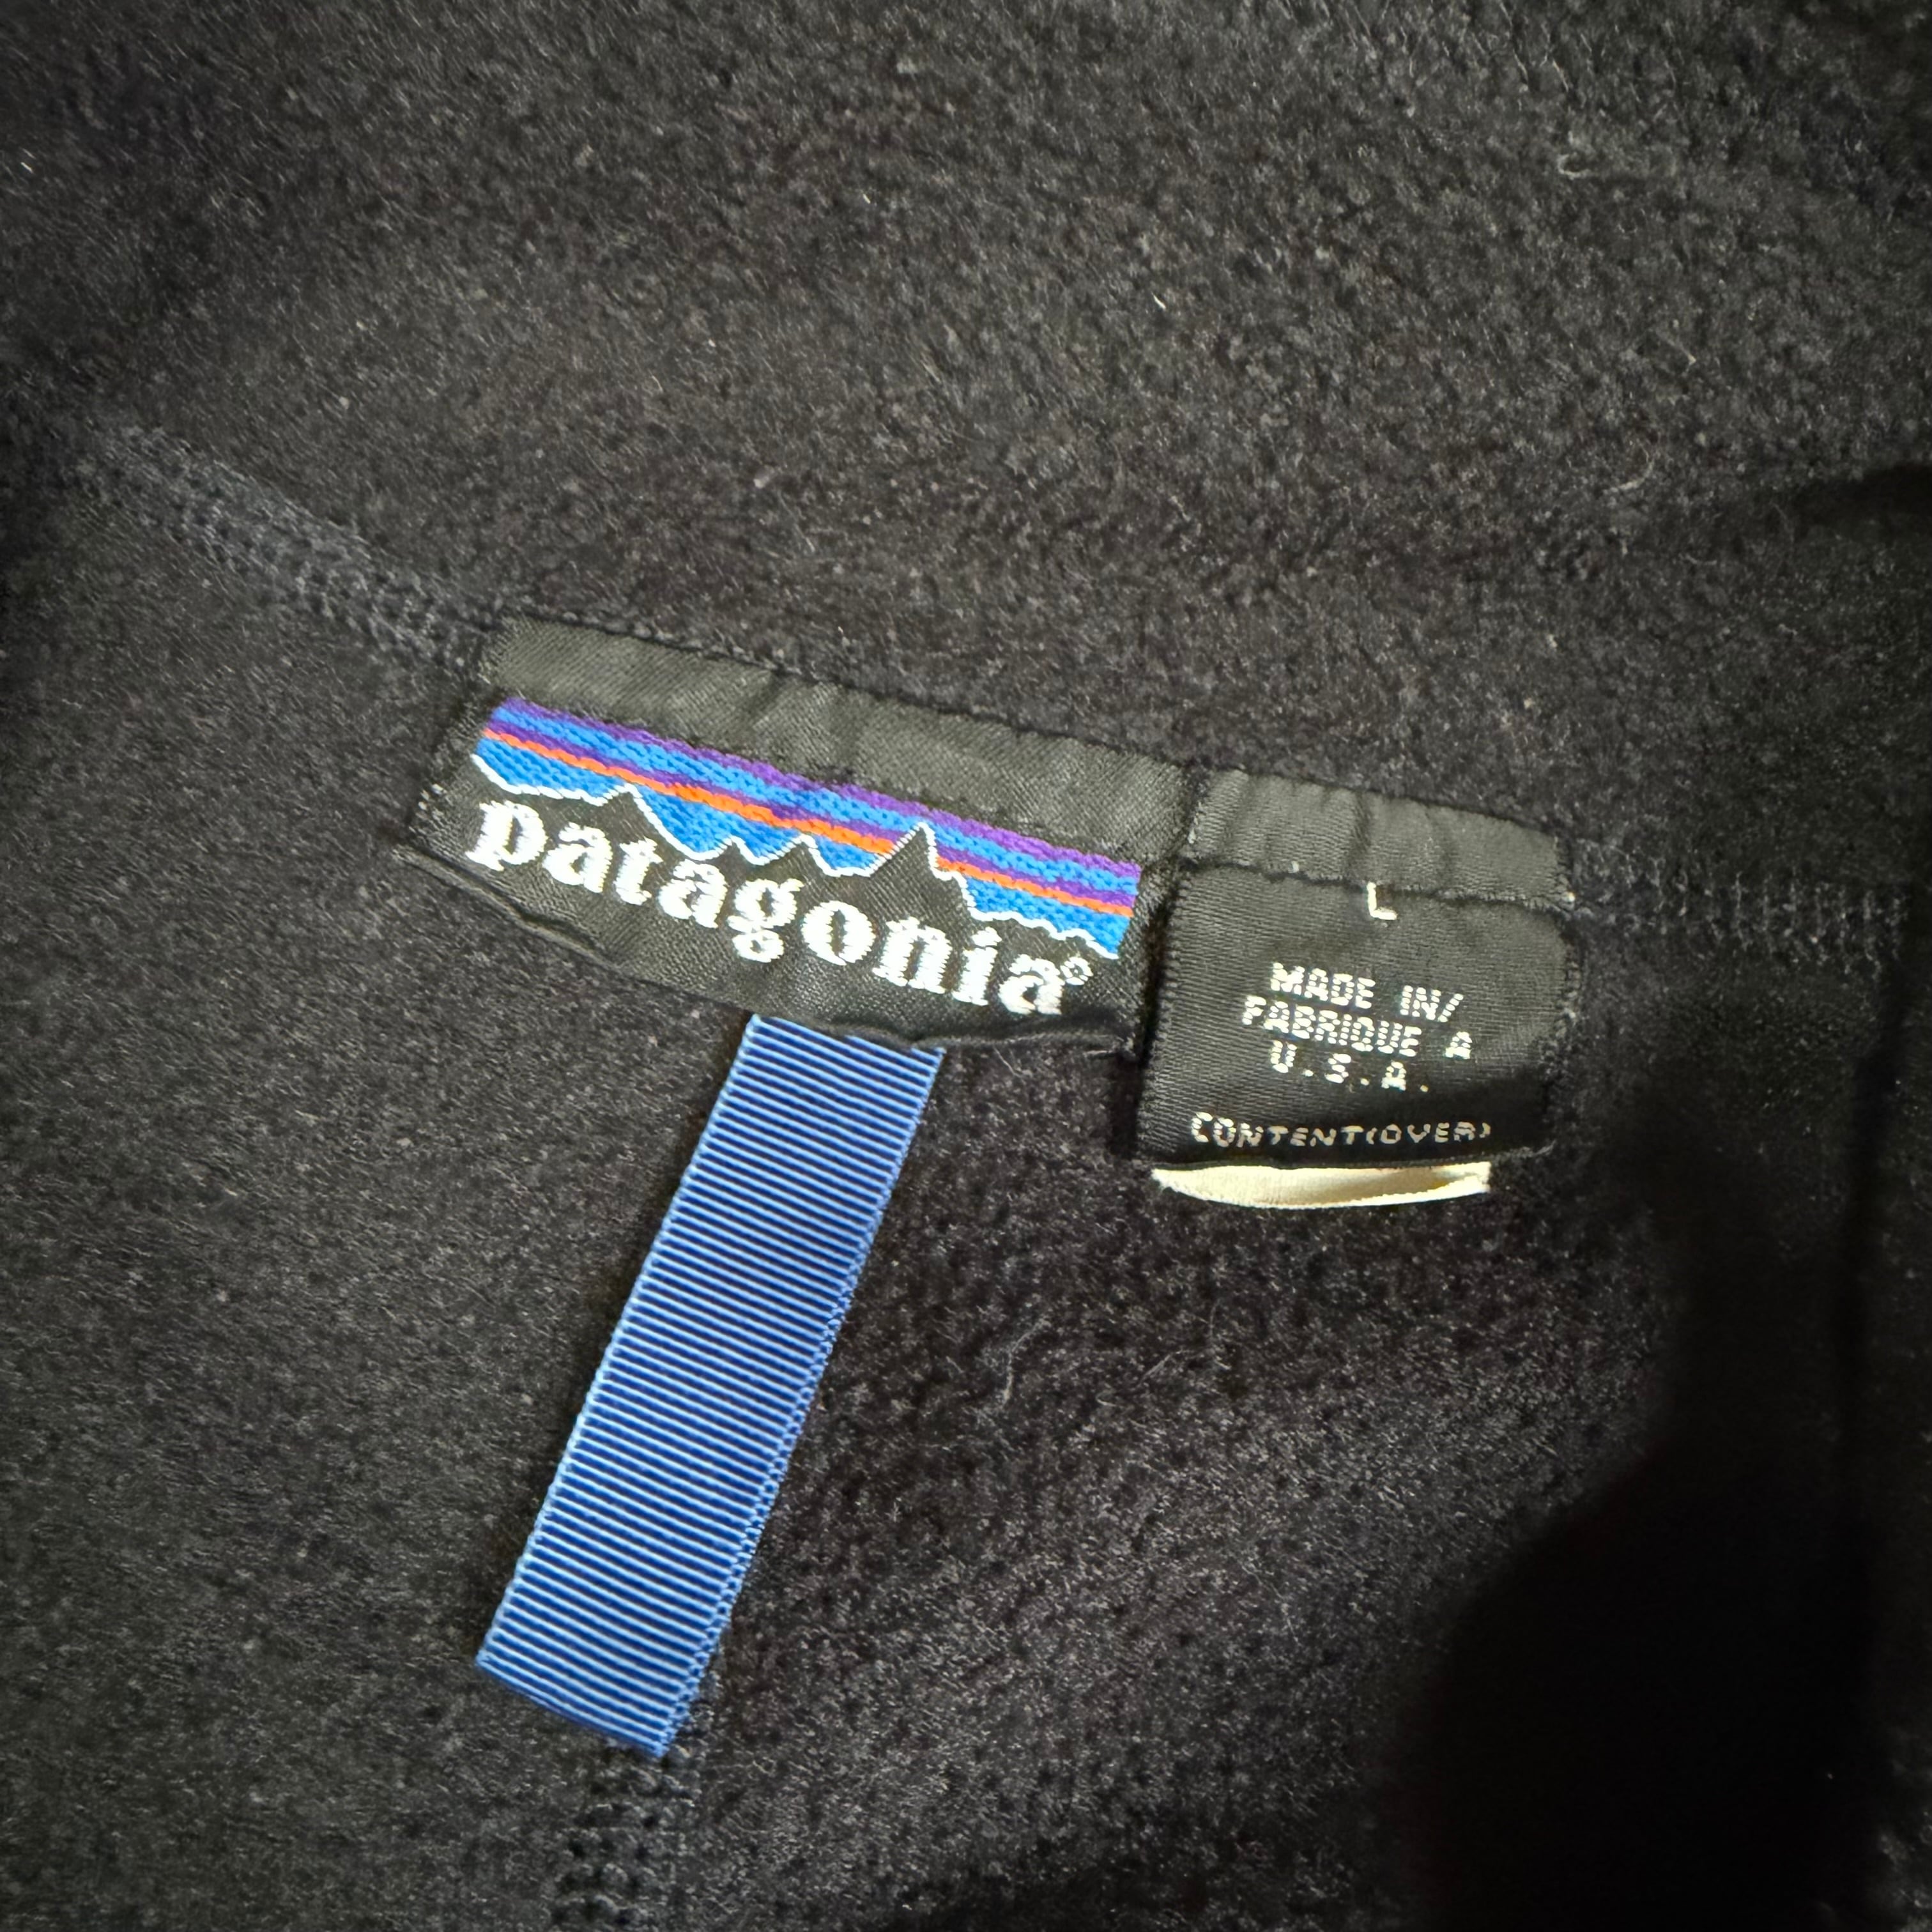 patagonia®
L
MADE IN/
FABRIQUE A
U.S.A.
CONTENT(OVER)